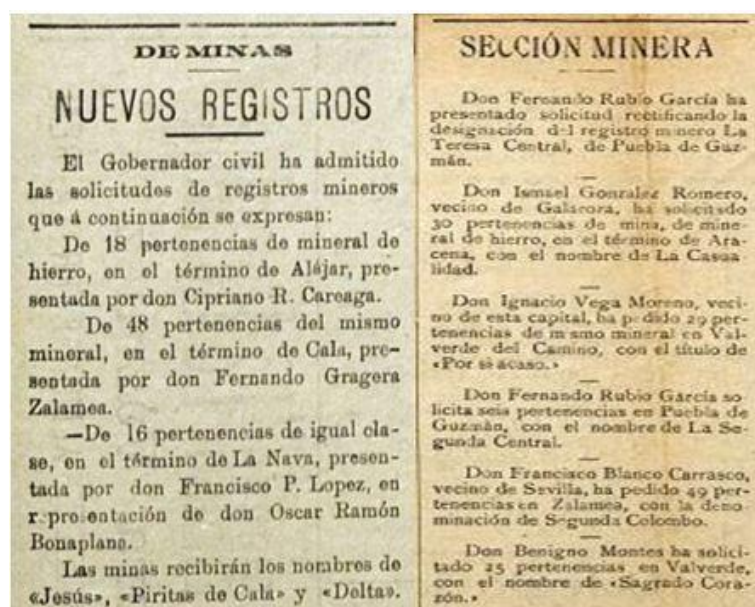 DE MINAS
NUEVOS REGISTROS
El Gobernador civil ha admitido
las solicitudes de registros mineros
que á continuación se expresan:
De 18 pertenencias de mineral de
hierro, en el término de Alájar, pre-
sentada por don Cipriano R. Careaga.
De 48 pertenencias del mismo
mineral, en el término de Cala, pre-
sentada por don Fernando Gragera
Zalamea.
—De 16 pertenencias de igual cla-
se, en el término de La Nava, presen-
tada por don Francisco P. Lopez, en
r.pro.entación de don Oscar Ramón
Bonaplana.
Las minas recibirán los nombres de
«Jesús», «Piritas de Cala» y «Delta».
SECCIÓN MINERA
Don Fernando Rubio García ha
presentado solicitud rectificando la
designación d l registro minero La
Teresa Central, de Puebla de Guz-
mán.
Don Ismael Gonzalez Romero,
vecino de Galarora, ha solicitado
30 pertenencias de mina, de mine-
ral de hierro, en el término de Ara-
cena, con el nombre de La Casua
lidad.
Don Ignacio Vega Moreno, veci-
no de esta capital, ha pedido 29 per-
tenencias de mismo mineral en Val-
verde del Camino, con el título de
«Por si acaso.»
Don Fernando Rubio García so
licita seis pertenencias en Puebla de
Guzmán, con el nombre de La Se-
gunda Central.
Don Francisco Blanco Carrasco,
vecino de Sevilla, ha pedido 49 per-
tenencias en Zalamea, con la deno
minación de Segunda Colombo.
Don Benigno Montes ha solici-
tado 25 pertenencias en Valverde,
con el nombre de «Sagrado Cora-
zón.»